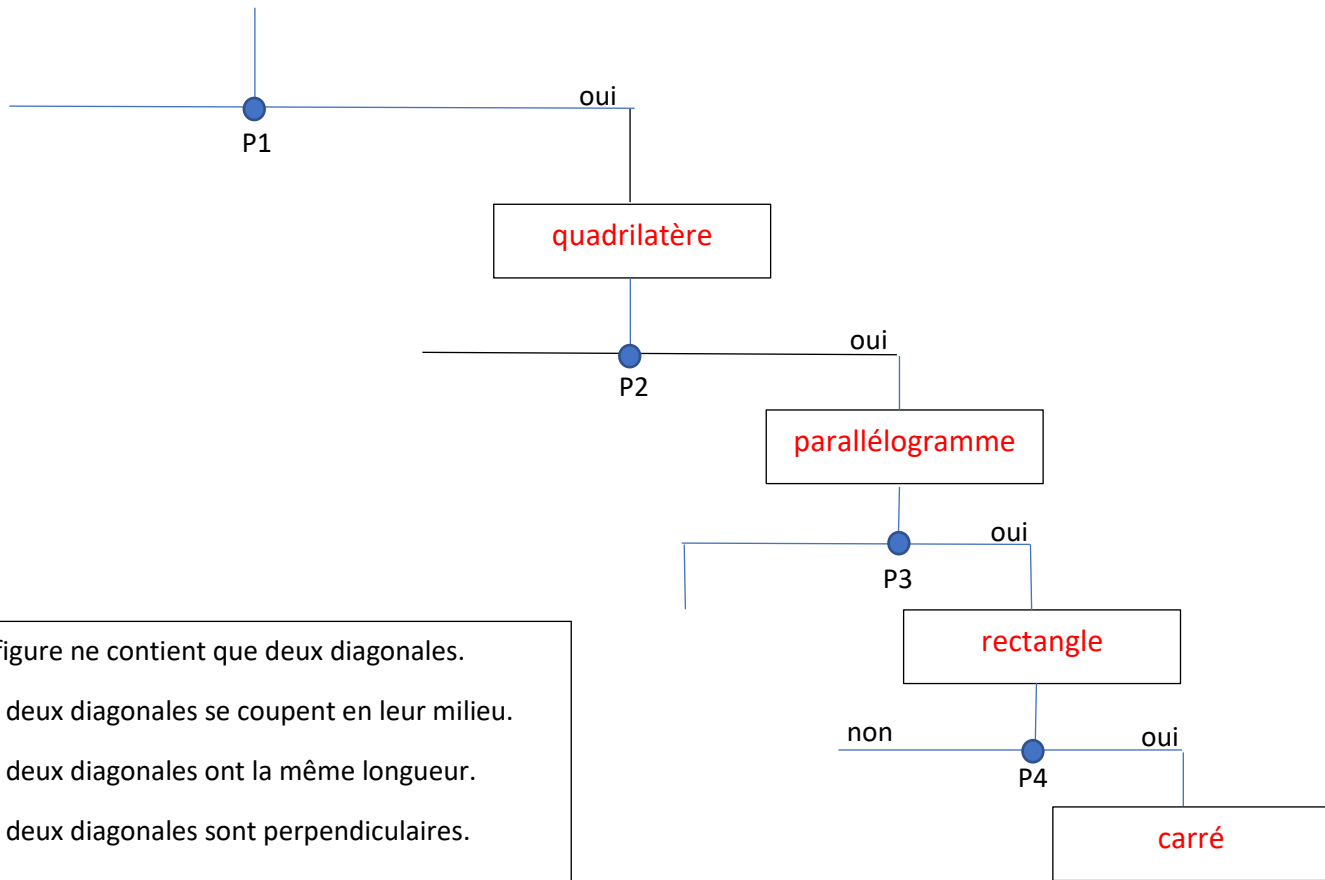 oui
P1
quadrilatère
oui
P2
parallélogramme
oui
P3
rectangle
figure ne contient que deux diagonales.
deux diagonales se coupent en leur milieu.
non
oui
deux diagonales ont la même longueur.
P4
deux diagonales sont perpendiculaires.
carré